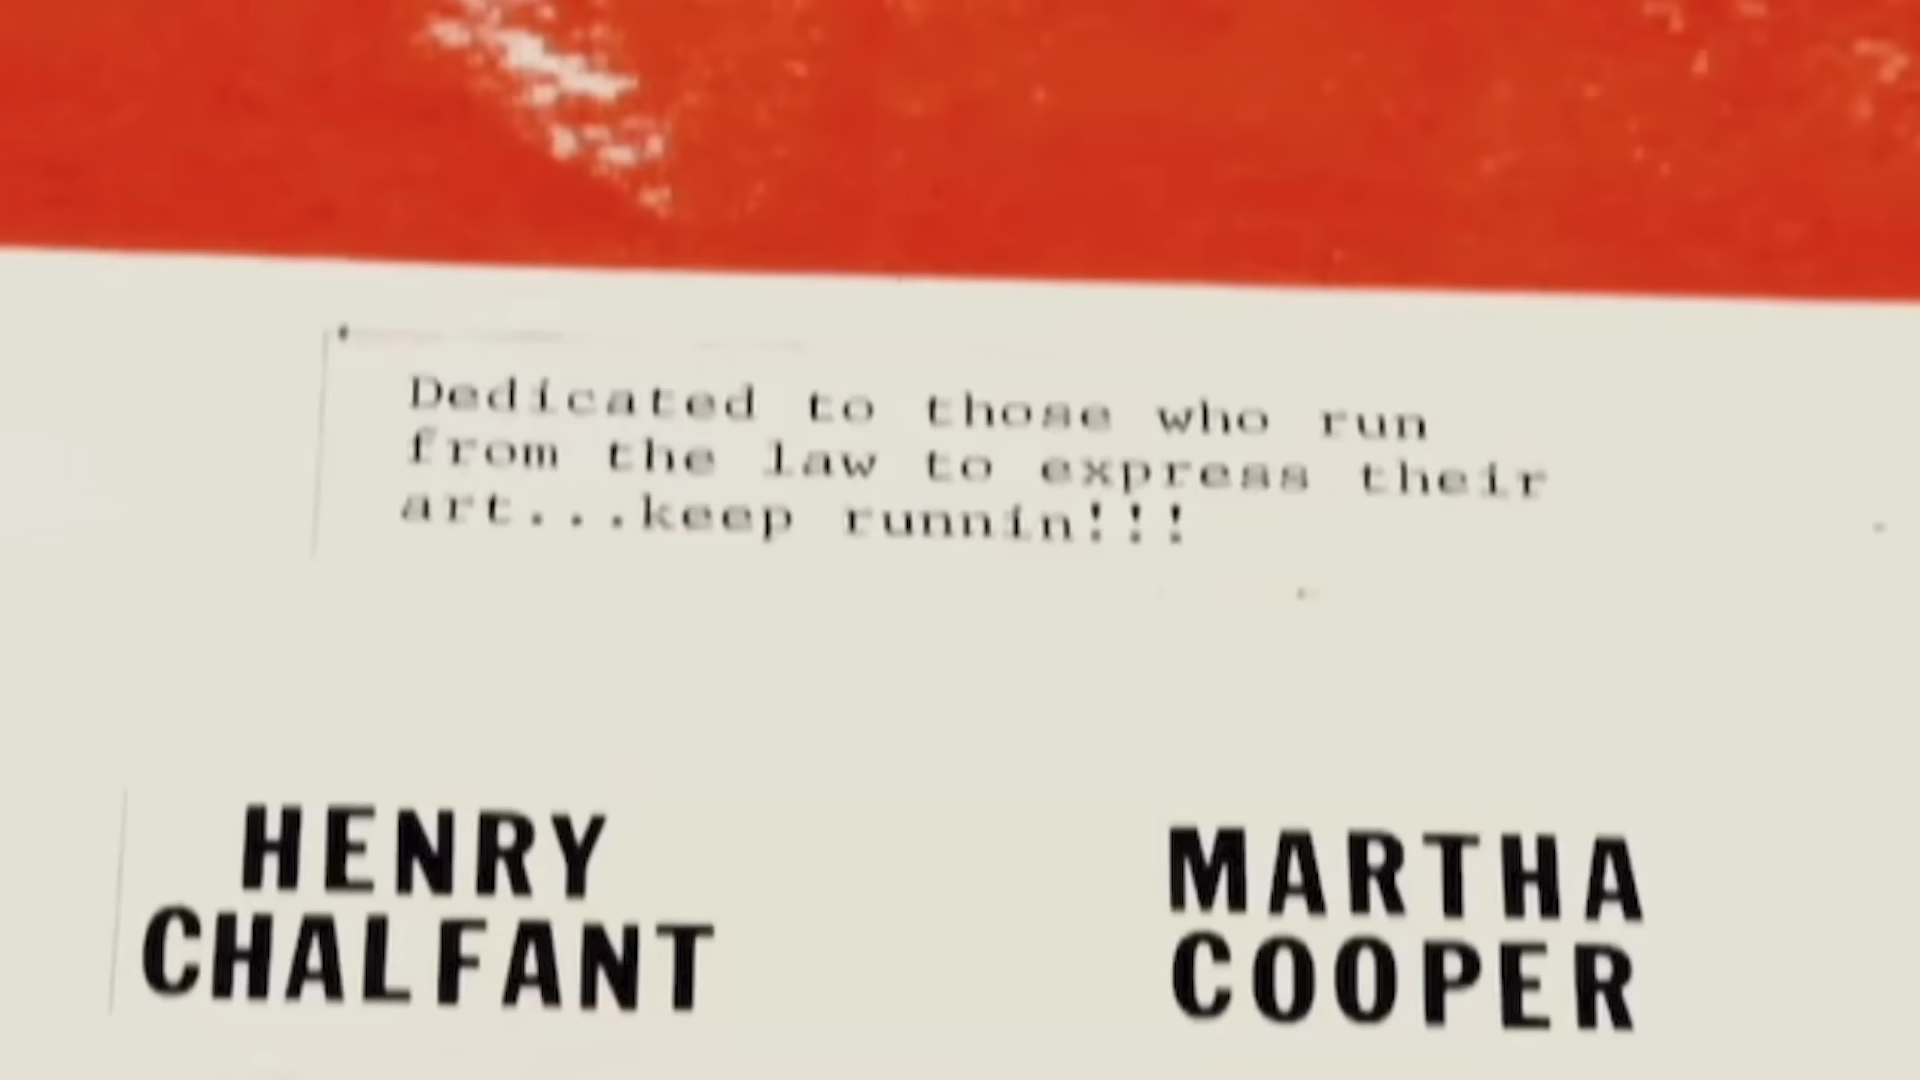 Dedicated to those who run
from the law to express their
art...keep runnin!!!
HENRY
CHALFANT
MARTHA
COOPER